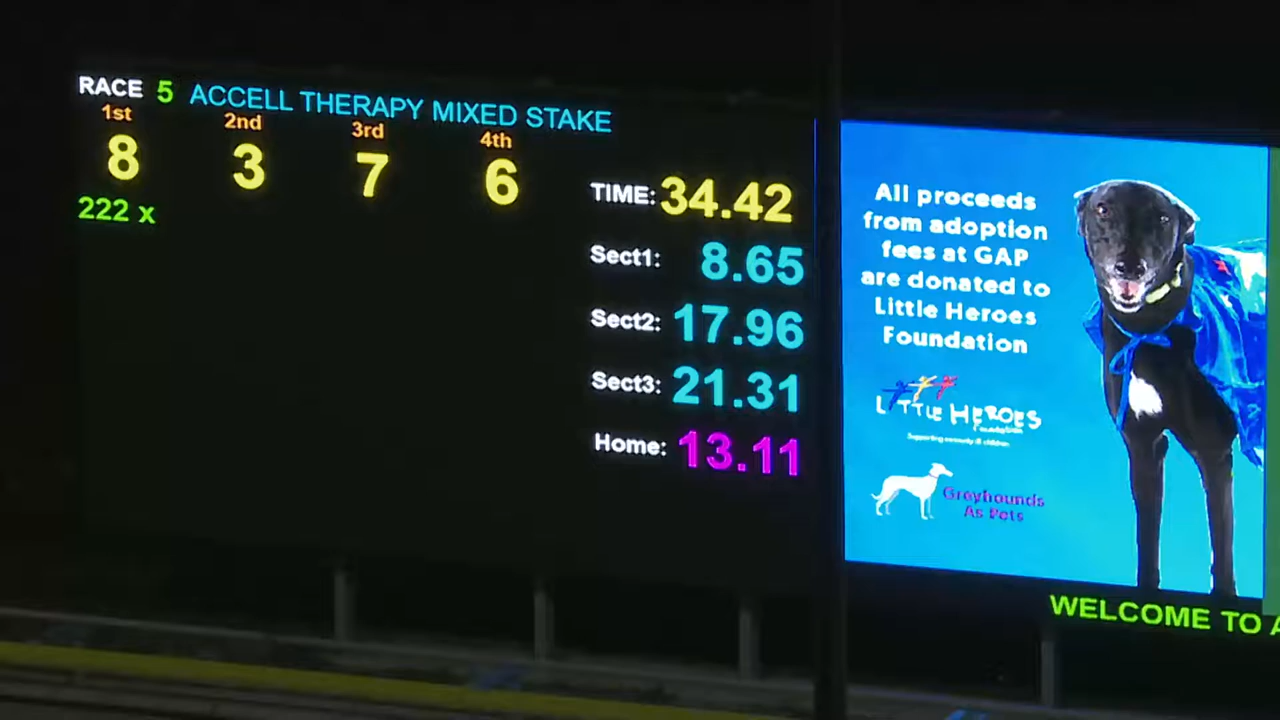 RACE 5 ACCELL THERAPY MIXED STAKE
1st 2nd 3rd 4th
8 3 7 6
222 x
TIME: 34.42
Sect1: 8.65
Sect2: 17.96
Sect3: 21.31
Home: 13.11
All proceeds
from adoption
fees at GAP
are donated to
Little Heroes
Foundation
LITTLE HEROES
Foundation
Greyhounds
As Pets
WELCOME TO A